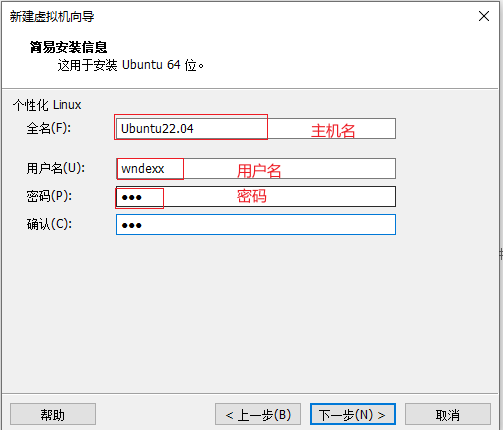 新建虚拟机向导
简易安装信息
这用于安装 Ubuntu 64 位。
个性化 Linux
全名(F): Ubuntu22.04 主机名
用户名(U): wndexx 用户名
密码(P): ●●● 密码
确认(C): ●●●
帮助 < 上一步(B) 下一步(N) > 取消